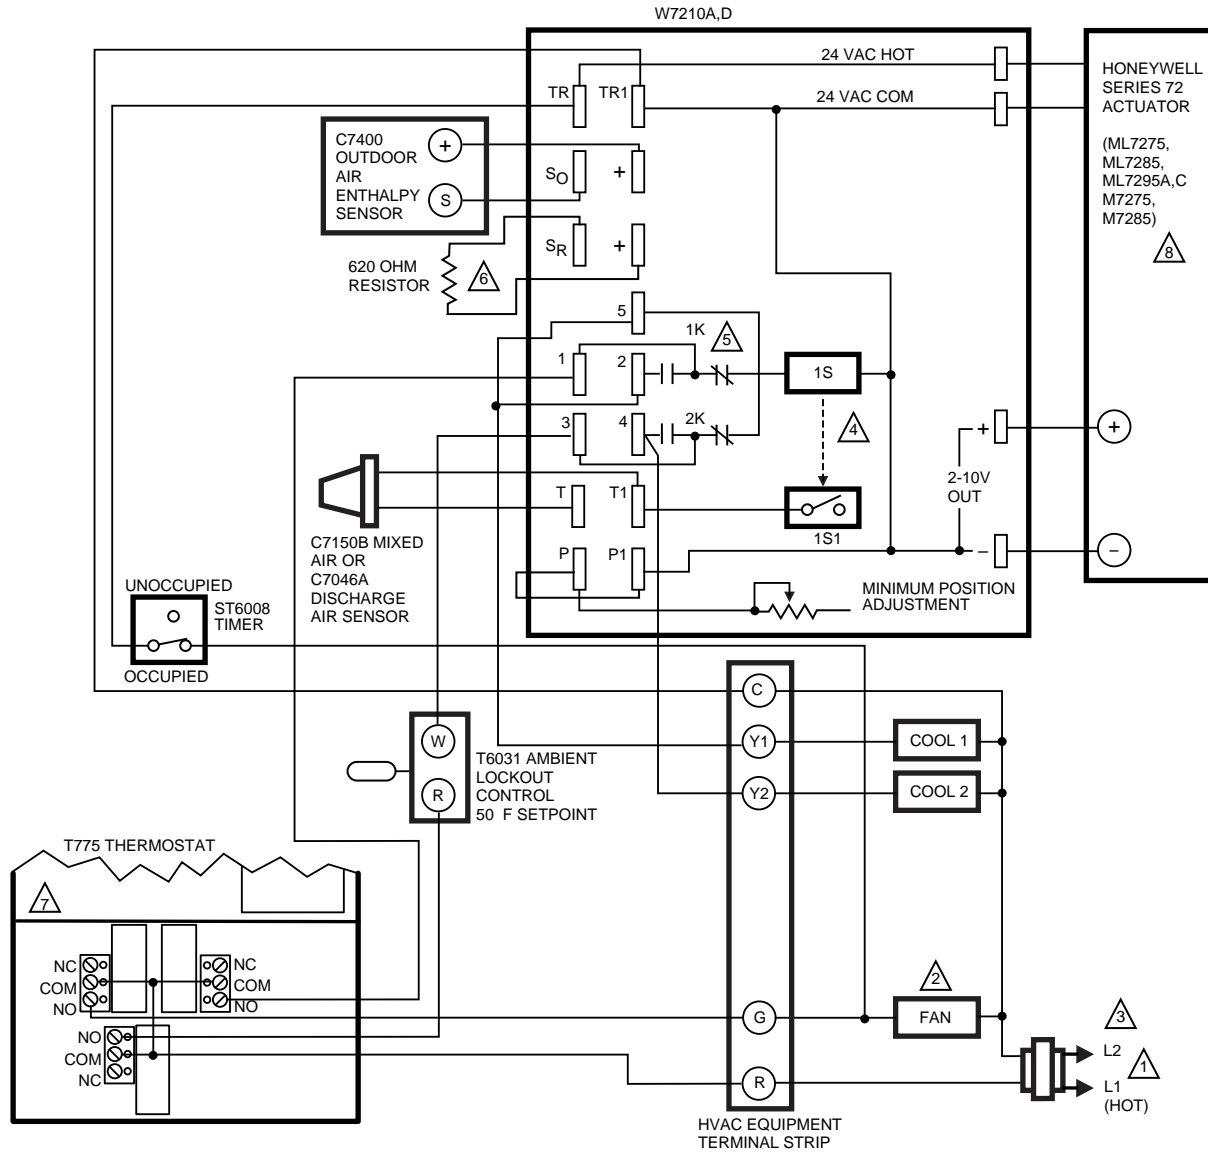 W7210A,D
24 VAC HOT
TR
TR1
24 VAC COM
HONEYWELL
SERIES 72
ACTUATOR
(ML7275,
ML7285,
ML7295A,C
M7275,
M7285)
8
C7400
OUTDOOR
AIR
ENTHALPY
SENSOR
+
S
SO
+
SR
+
620 OHM
RESISTOR
6
5
1K
5
1
2
1S
3
4
2K
4
+
+
2-10V
OUT
T
T1
1S1
C7150B MIXED
AIR OR
C7046A
DISCHARGE
AIR SENSOR
P
P1
–
–
MINIMUM POSITION
ADJUSTMENT
UNOCCUPIED
ST6008
TIMER
OCCUPIED
C
W
Y1
COOL 1
T6031 AMBIENT
LOCKOUT
CONTROL
50 F SETPOINT
R
Y2
COOL 2
T775 THERMOSTAT
7
NC
COM
NO
NC
COM
NO
NO
COM
NC
2
G
FAN
3
L2
1
R
L1
(HOT)
HVAC EQUIPMENT
TERMINAL STRIP